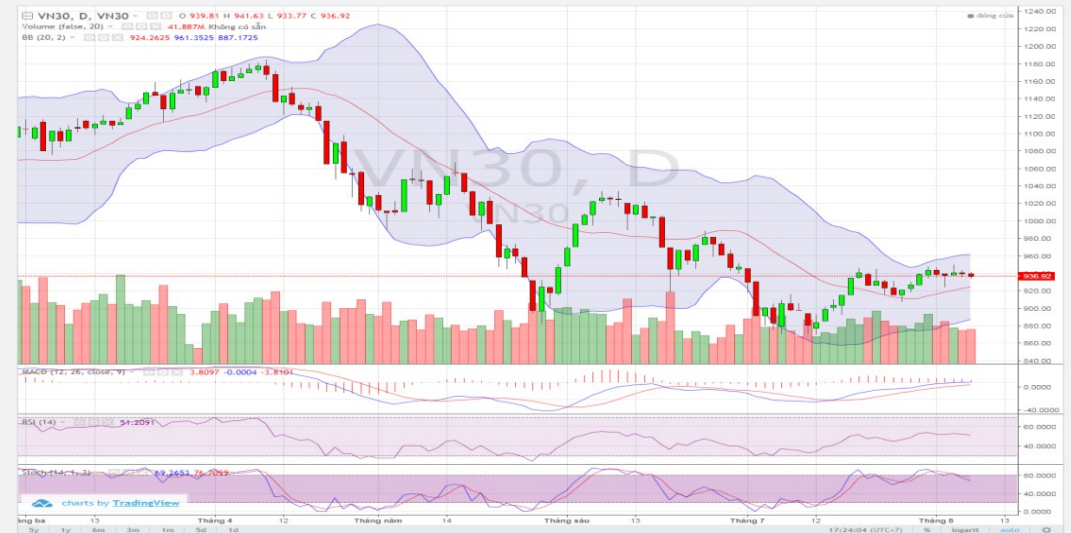 VN30, D, VN30 O 939.81 H 941.63 L 933.77 C 936.92
đóng cửa
Volume (false, 20) 41.887M Không có sẵn
BB (20, 2) 924.2625 961.3525 887.1725
1240.00
1220.00
1200.00
1180.00
1160.00
1140.00
1120.00
1100.00
1080.00
1060.00
1040.00
1020.00
1000.00
980.00
960.00
936.92
920.00
900.00
880.00
860.00
840.00
VN30, D
VN30
MACD (12, 26, close, 9) 3.8097 -0.0004 -3.8101
0.0000
-40.0000
RSI (14) 51.2091
60.0000
40.0000
Stoch (14, 1, 3) 69.2653 76.7059
60.0000
40.0000
0.0000
charts by TradingView
áng ba 13 Tháng 4 12 Tháng năm 14 Tháng sáu 13 Tháng 7 12 Tháng 8 13
5y 1y 6m 3m 1m 5d 1d 17:24:04 (UTC+7) % logarit auto